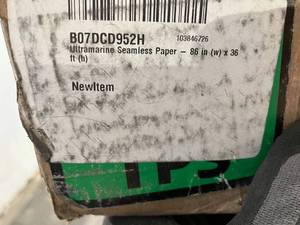 B07DCD952H 103846726
Ultramarine Seamless Paper – 86 in (w) x 36
ft (h)
NewItem